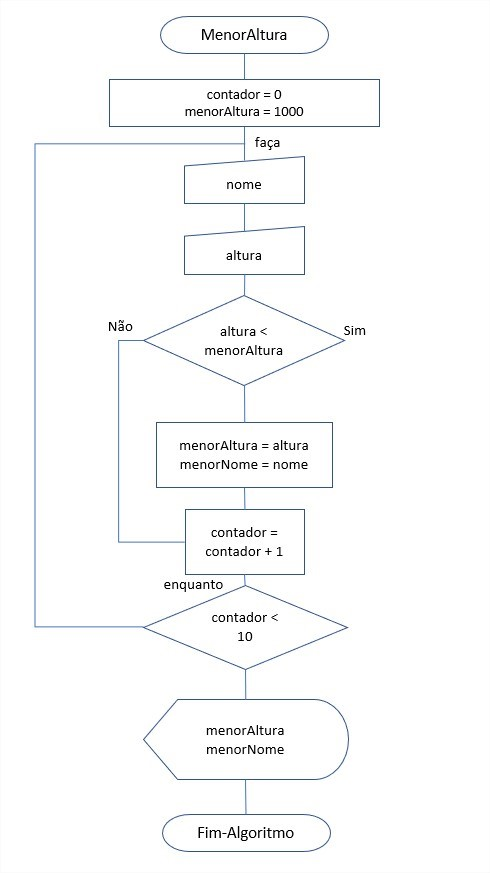 MenorAltura
contador = 0
menorAltura = 1000
faça
nome
altura
Não
altura <
menorAltura
Sim
menorAltura = altura
menorNome = nome
contador =
contador + 1
enquanto
contador <
10
menorAltura
menorNome
Fim-Algoritmo